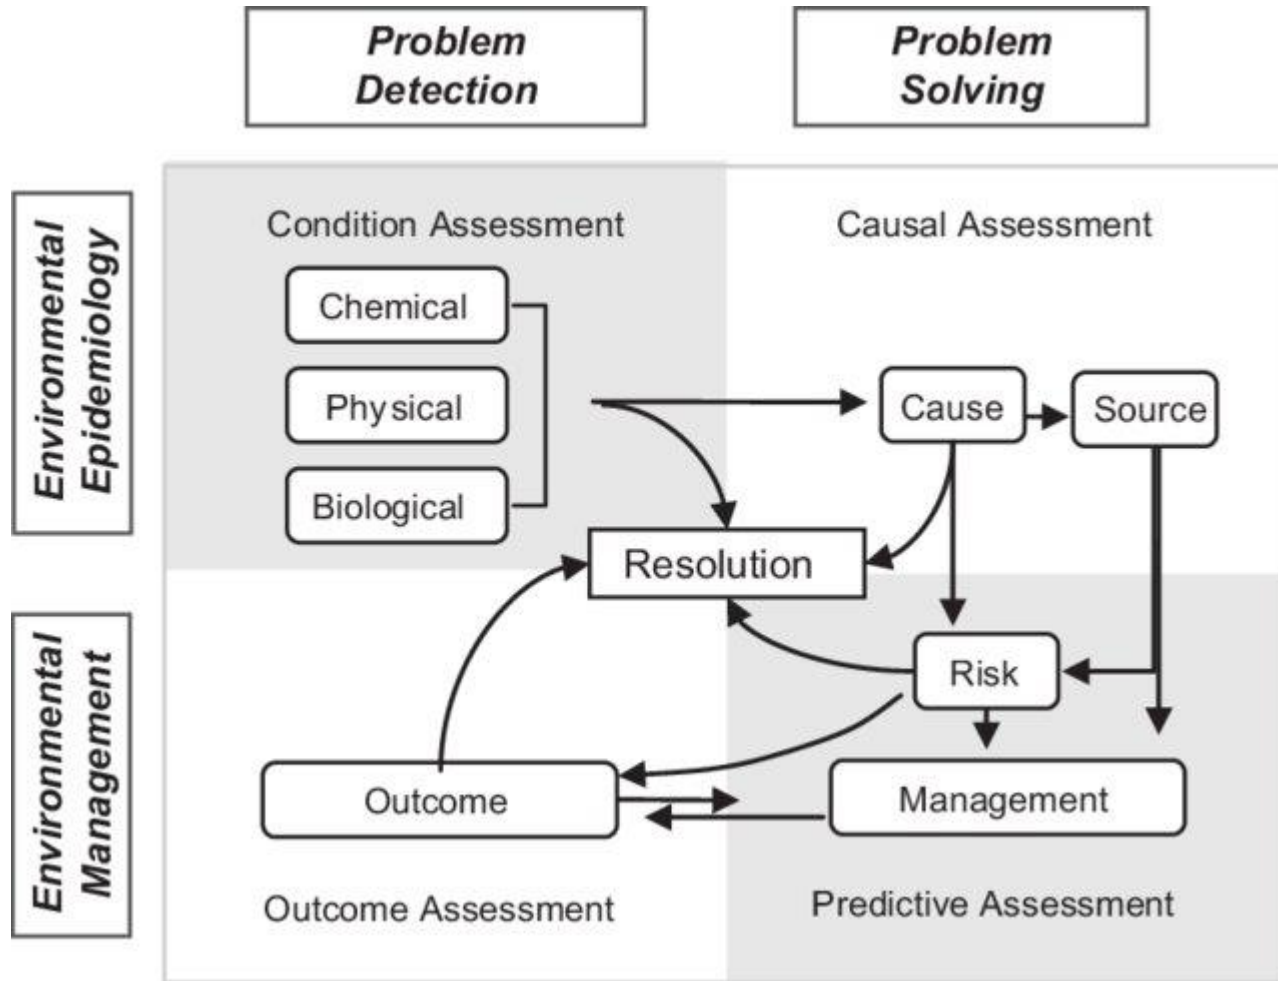 Problem
Detection
Problem
Solving
Environmental
Epidemiology
Condition Assessment
Chemical
Physical
Biological
Causal Assessment
Cause
Source
Resolution
Environmental
Management
Risk
Outcome
Management
Outcome Assessment
Predictive Assessment